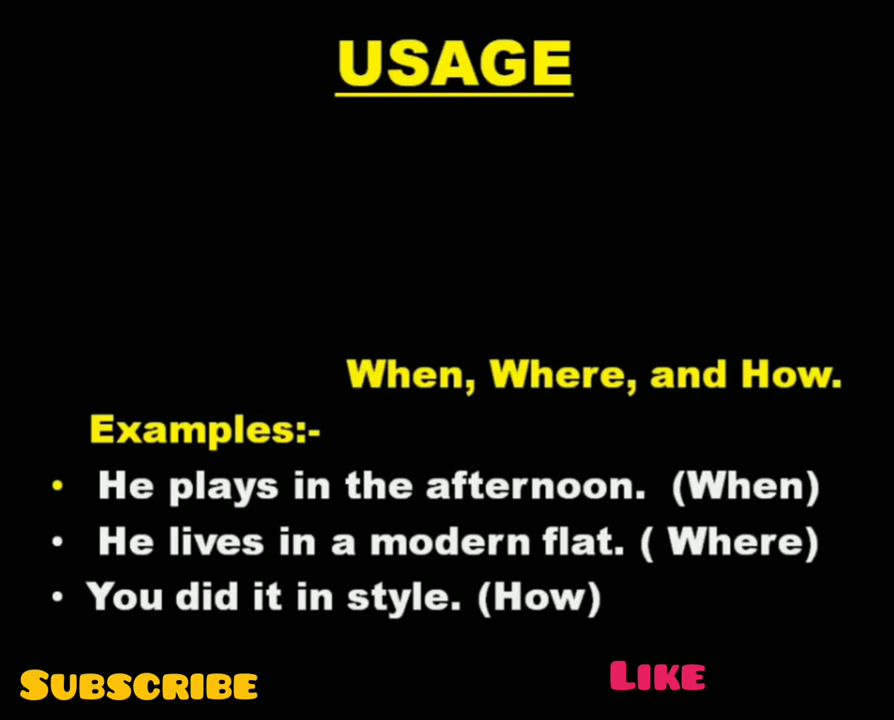 USAGE
When, Where, and How.
Examples:-
• He plays in the afternoon. (When)
• He lives in a modern flat. ( Where)
• You did it in style. (How)
SUBSCRIBE
LIKE